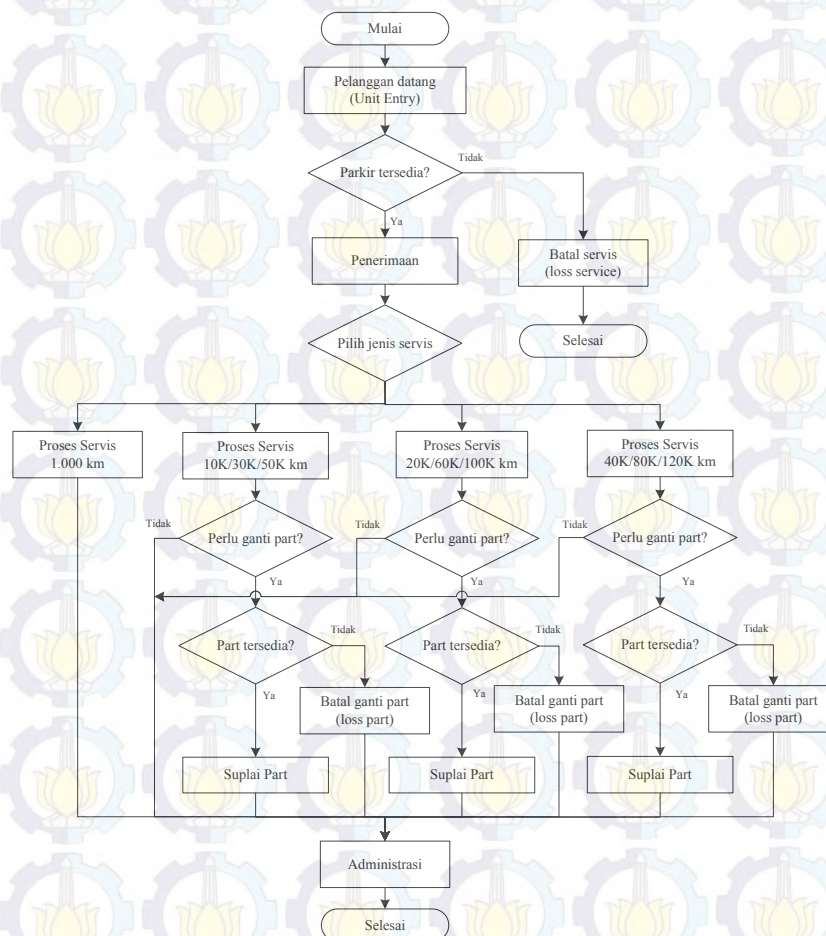 Mulai
Pelanggan datang
(Unit Entry)
Parkir tersedia?
Tidak
Ya
Penerimaan
Batal servis
(loss service)
Pilih jenis servis
Selesai
Proses Servis
1.000 km
Proses Servis
10K/30K/50K km
Proses Servis
20K/60K/100K km
Proses Servis
40K/80K/120K km
Tidak
Perlu ganti part?
Tidak
Perlu ganti part?
Tidak
Perlu ganti part?
Ya
Ya
Ya
Part tersedia?
Tidak
Part tersedia?
Tidak
Part tersedia?
Tidak
Ya
Batal ganti part
(loss part)
Ya
Batal ganti part
(loss part)
Ya
Batal ganti part
(loss part)
Suplai Part
Suplai Part
Suplai Part
Administrasi
Selesai